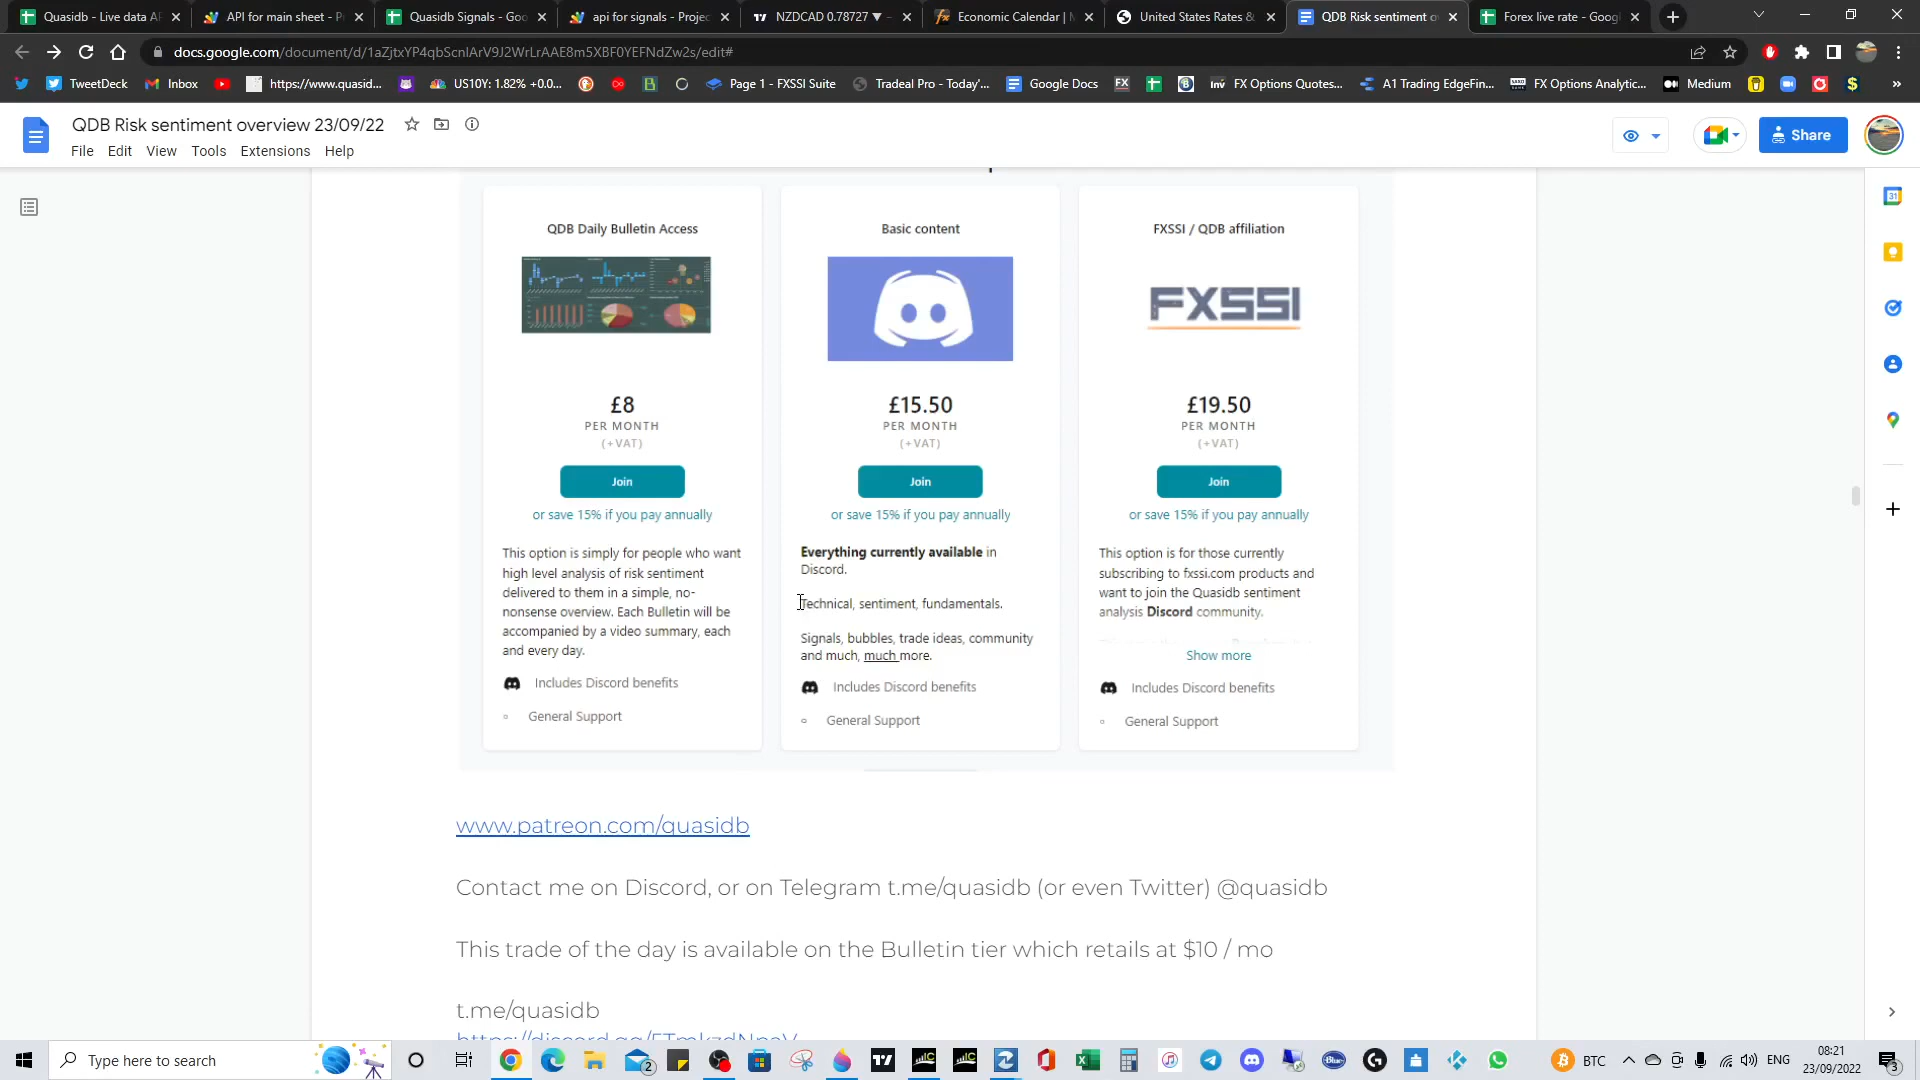 Quasidb - Live data AP
API for main sheet - P
Quasidb Signals - Goo
api for signals - Projec
NZDCAD 0.78727 ▼ −
Economic Calendar | M
United States Rates &
QDB Risk sentiment o
Forex live rate - Googl
docs.google.com/document/d/1aZjtxYP4qbScnlArV9J2WrLrAAE8m5XBF0YEFNdZw2s/edit#
TweetDeck
Inbox
https://www.quasid...
US10Y: 1.82% +0.0...
Page 1 - FXSSI Suite
Tradeal Pro - Today'...
Google Docs
FX
inv FX Options Quotes...
A1 Trading EdgeFin...
FX Options Analytic...
Medium
QDB Risk sentiment overview 23/09/22
Share
File Edit View Tools Extensions Help
QDB Daily Bulletin Access
£8
PER MONTH
(+VAT)
Join
or save 15% if you pay annually
This option is simply for people who want
high level analysis of risk sentiment
delivered to them in a simple, no-
nonsense overview. Each Bulletin will be
accompanied by a video summary, each
and every day.
Includes Discord benefits
General Support
Basic content
£15.50
PER MONTH
(+VAT)
Join
or save 15% if you pay annually
Everything currently available in
Discord.
Technical, sentiment, fundamentals.
Signals, bubbles, trade ideas, community
and much, much more.
Includes Discord benefits
General Support
FXSSI / QDB affiliation
FXSSI
£19.50
PER MONTH
(+VAT)
Join
or save 15% if you pay annually
This option is for those currently
subscribing to fxssi.com products and
want to join the Quasidb sentiment
analysis Discord community.
Show more
Includes Discord benefits
General Support
www.patreon.com/quasidb
Contact me on Discord, or on Telegram t.me/quasidb (or even Twitter) @quasidb
This trade of the day is available on the Bulletin tier which retails at $10 / mo
t.me/quasidb
Type here to search
BTC
ENG
08:21
23/09/2022